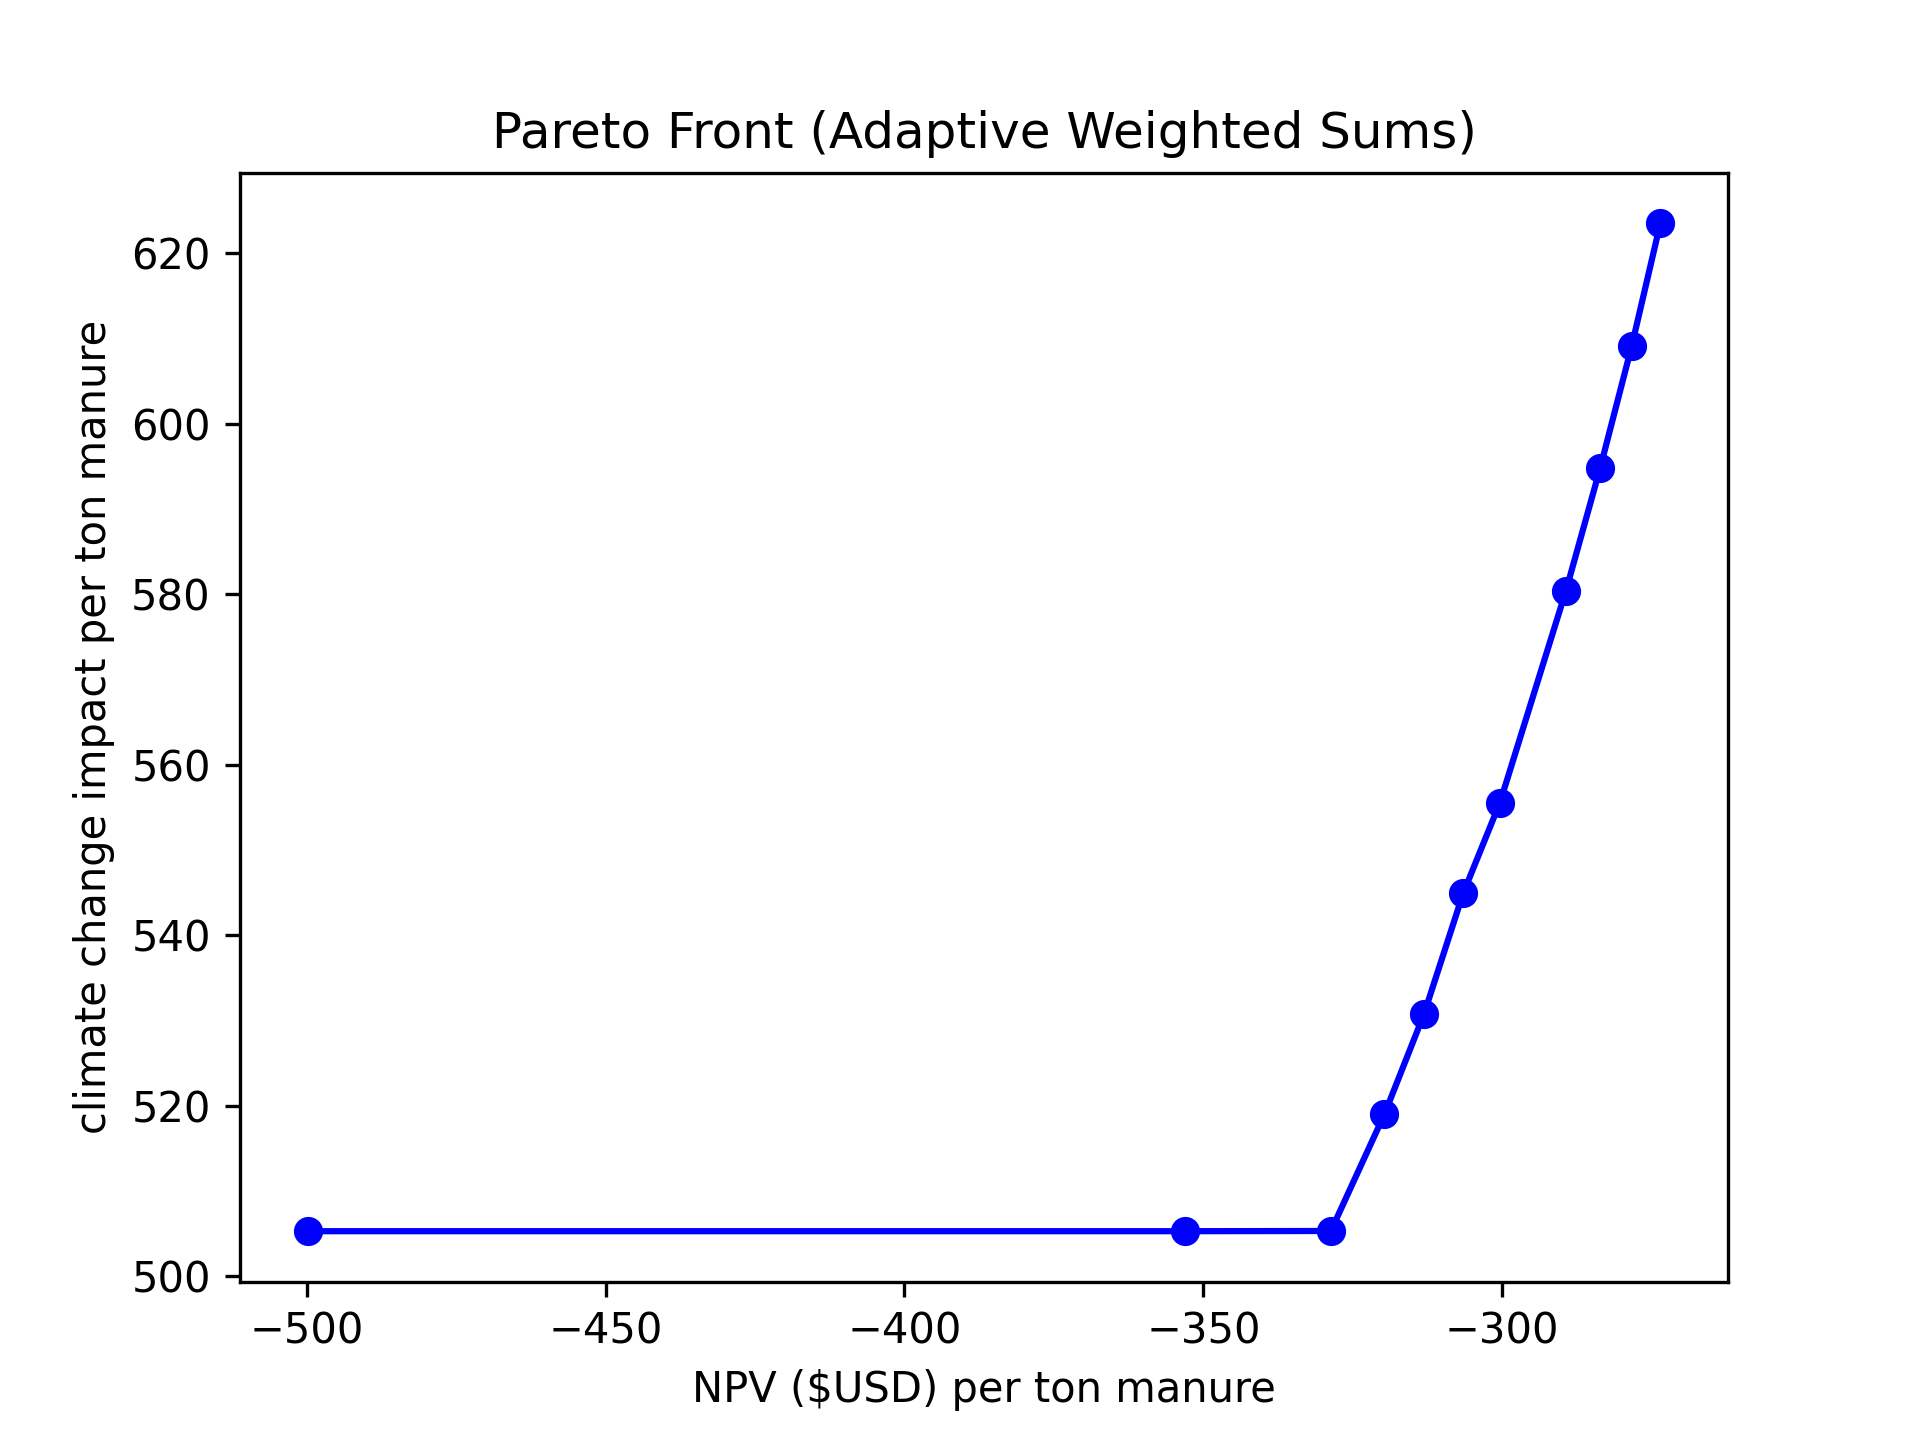 Pareto Front (Adaptive Weighted Sums)
climate change impact per ton manure
620
600
580
560
540
520
500
−500 −450 −400 −350 −300
NPV ($USD) per ton manure